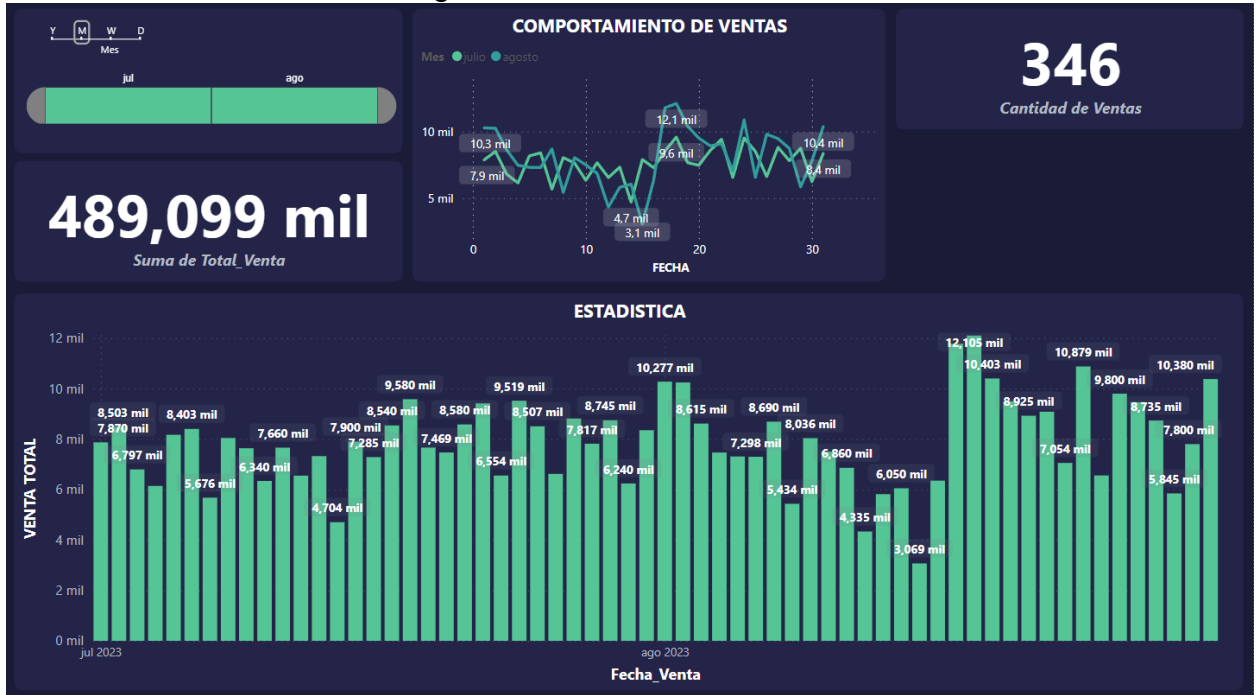 Y M W D
Mes
jul ago
489,099 mil
Suma de Total_Venta
COMPORTAMIENTO DE VENTAS
Mes julio agosto
10 mil
5 mil
12,1 mil
10,3 mil
10,4 mil
9,6 mil
7,9 mil
8,4 mil
4,7 mil
3,1 mil
0 10 20 30
FECHA
346
Cantidad de Ventas
ESTADISTICA
VENTA TOTAL
12 mil
10 mil
8 mil
6 mil
4 mil
2 mil
0 mil
7,870 mil
8,503 mil
6,797 mil
8,403 mil
5,676 mil
6,340 mil
7,660 mil
4,704 mil
7,900 mil
7,285 mil
8,540 mil
9,580 mil
7,469 mil
8,580 mil
6,554 mil
9,519 mil
8,507 mil
7,817 mil
8,745 mil
6,240 mil
10,277 mil
8,615 mil
7,298 mil
8,690 mil
5,434 mil
8,036 mil
6,860 mil
4,335 mil
6,050 mil
3,069 mil
12,105 mil
10,403 mil
8,925 mil
7,054 mil
10,879 mil
9,800 mil
8,735 mil
5,845 mil
7,800 mil
10,380 mil
jul 2023 ago 2023
Fecha_Venta